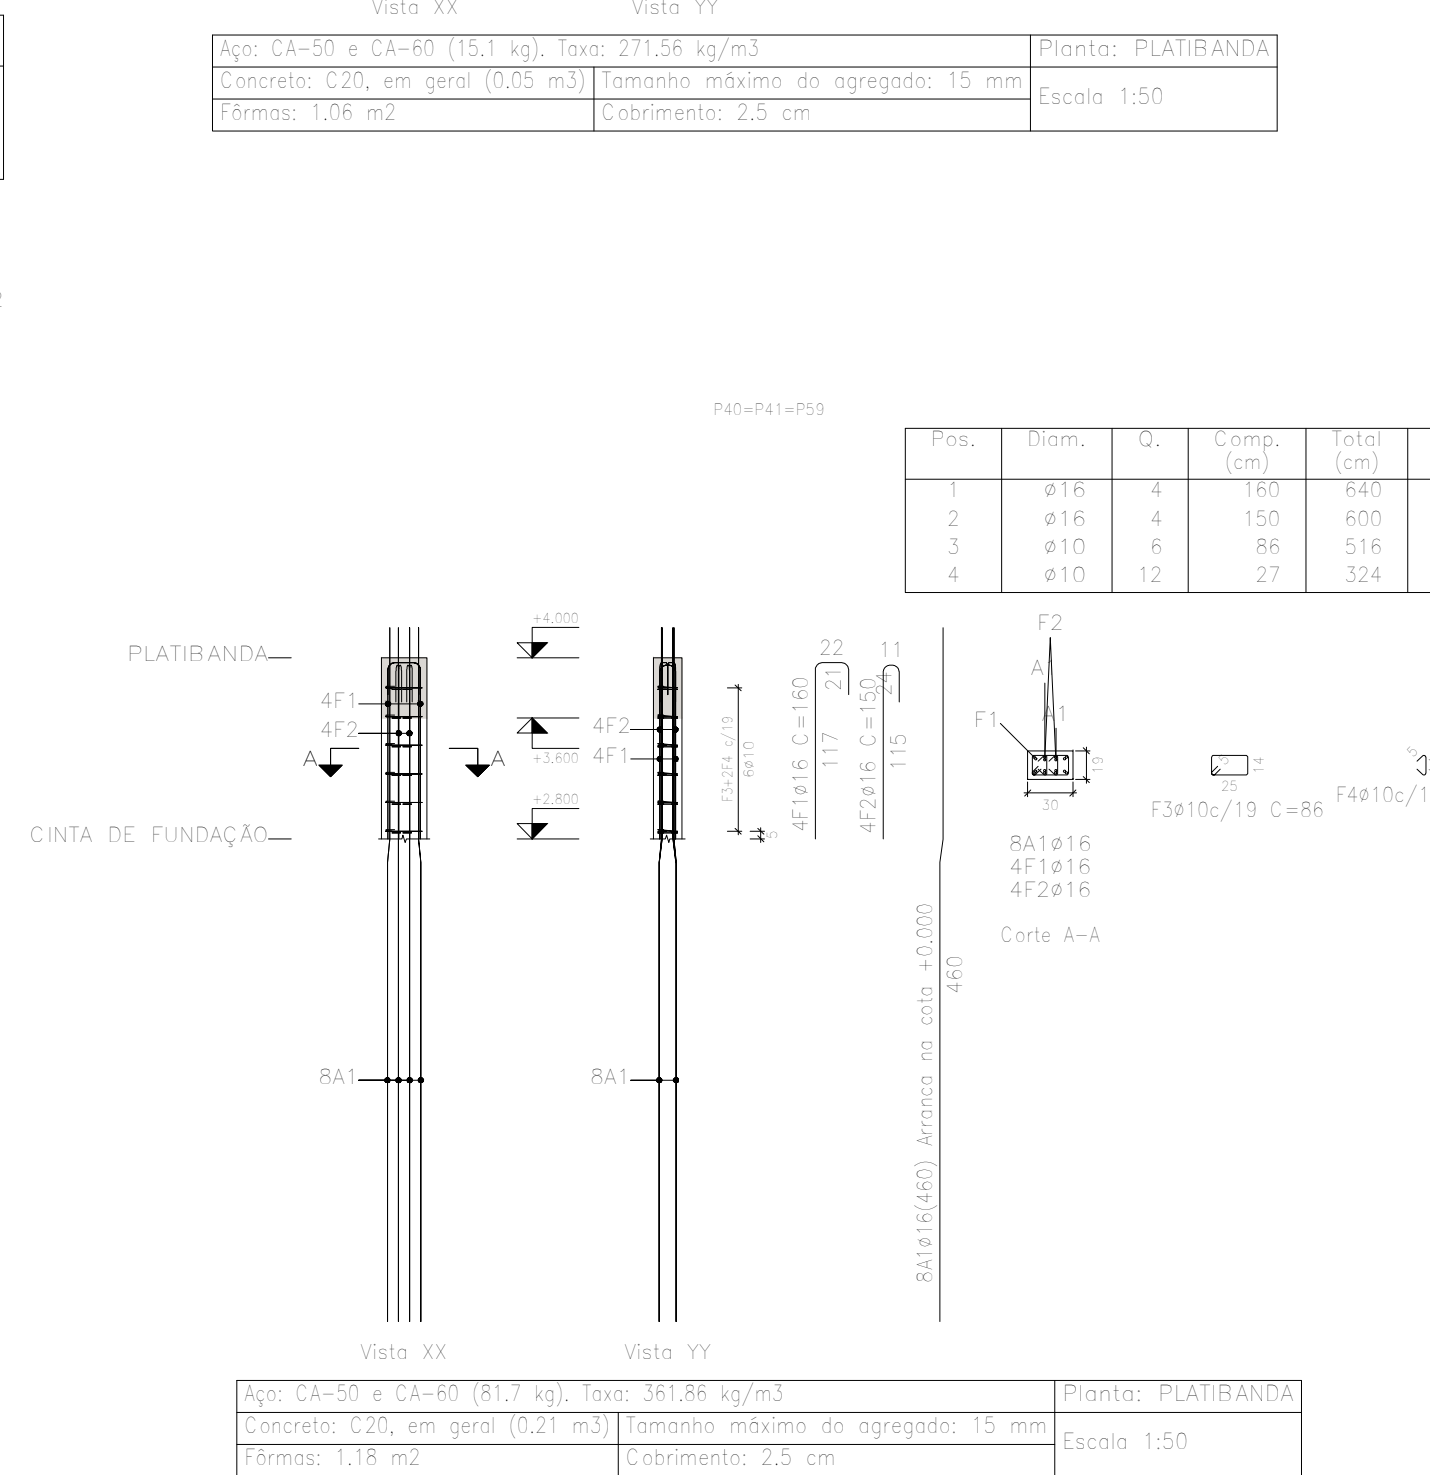 Vista XX
Vista YY
Aço: CA-50 e CA-60 (15.1 kg). Taxa: 271.56 kg/m3
Planta: PLATIBANDA
Concreto: C20, em geral (0.05 m3)
Tamanho máximo do agregado: 15 mm
Escala 1:50
Fôrmas: 1.06 m2
Cobrimento: 2.5 cm
P40=P41=P59
Pos. Diam. Q. Comp. (cm) Total (cm)
1 ø16 4 160 640
2 ø16 4 150 600
3 ø10 6 86 516
4 ø10 12 27 324
PLATIBANDA
4F1
4F2
A
A
CINTA DE FUNDAÇÃO
8A1
+4.000
+3.600
+2.800
4F2
4F1
8A1
F3+2F4 c/19
6ø10
5
4F1ø16 C=160
22
21
117
4F2ø16 C=150
11
24
115
8A1ø16(460) Arranca na cota +0.000
460
F2
A
A1
F1
19
30
8A1ø16
4F1ø16
4F2ø16
Corte A-A
5
14
25
F3ø10c/19 C=86
5
F4ø10c/1
Vista XX
Vista YY
Aço: CA-50 e CA-60 (81.7 kg). Taxa: 361.86 kg/m3
Planta: PLATIBANDA
Concreto: C20, em geral (0.21 m3)
Tamanho máximo do agregado: 15 mm
Escala 1:50
Fôrmas: 1.18 m2
Cobrimento: 2.5 cm